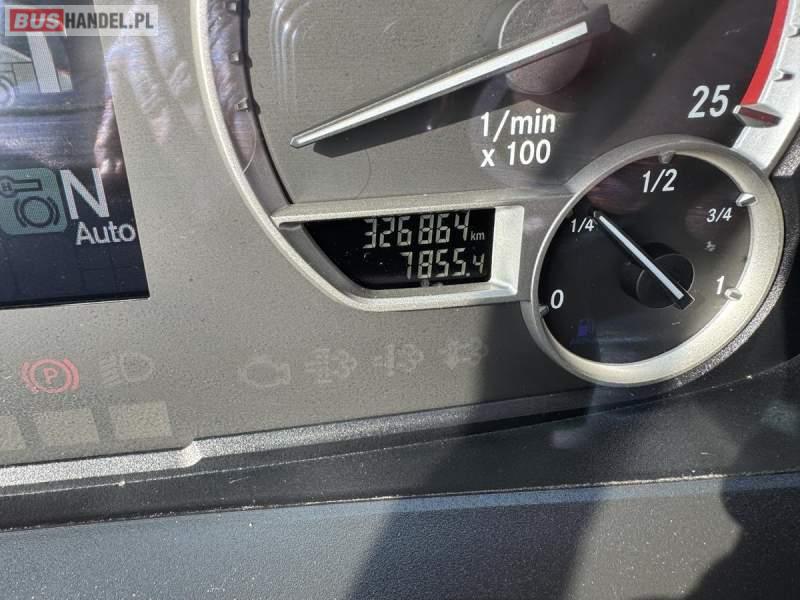 BUSHANDEL.PL
25
1/min
x 100
N
Auto
1/2
1/4
3/4
326864 km
7855.4
0
1
P